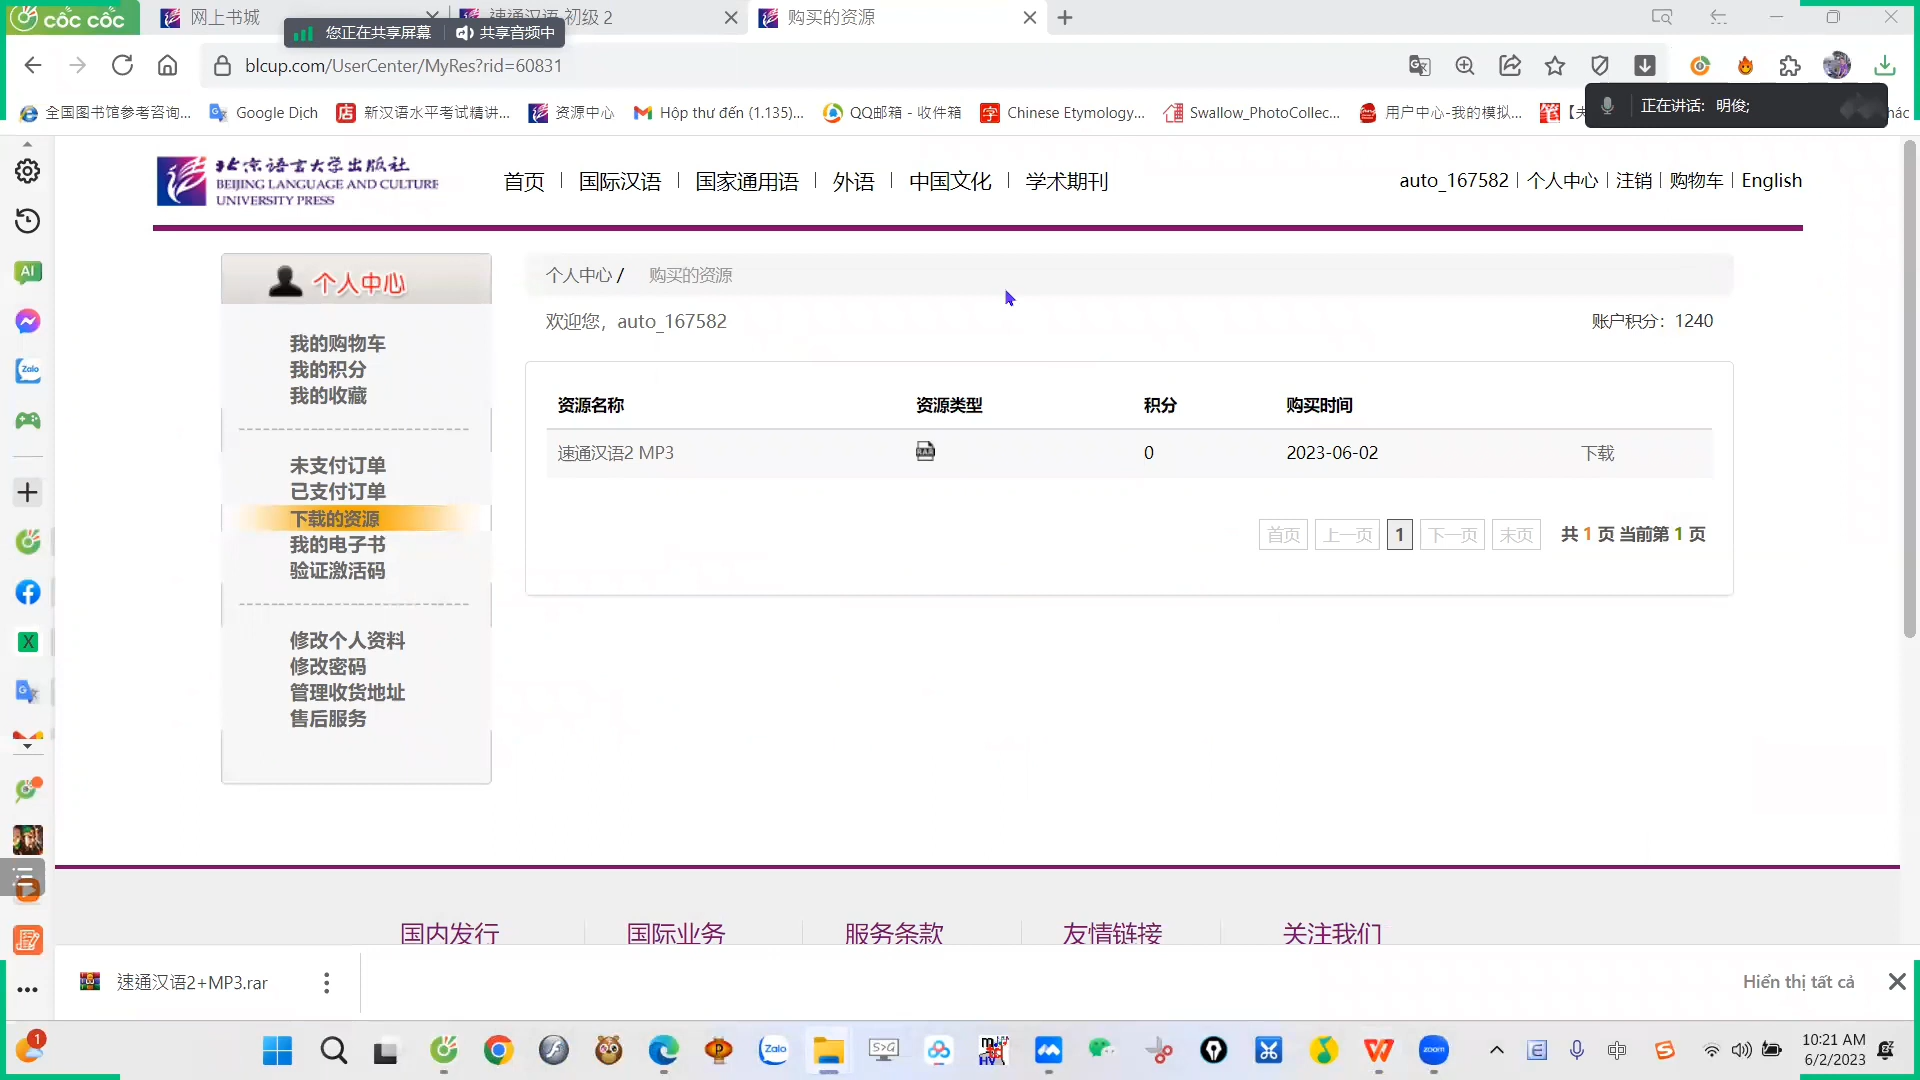 cốc cốc
网上书城
速通汉语 初级 2
购买的资源
您正在共享屏幕
共享音频中
blcup.com/UserCenter/MyRes?rid=60831
全国图书馆参考咨询...
Google Dịch
新汉语水平考试精讲...
资源中心
Hộp thư đến (1.135)...
QQ邮箱 - 收件箱
Chinese Etymology...
Swallow_PhotoCollec...
用户中心-我的模拟...
正在讲话: 明俊;
北京语言大学出版社
BEIJING LANGUAGE AND CULTURE
UNIVERSITY PRESS
首页 | 国际汉语 | 国家通用语 | 外语 | 中国文化 | 学术期刊
auto_167582 | 个人中心 | 注销 | 购物车 | English
个人中心
我的购物车
我的积分
我的收藏
未支付订单
已支付订单
下载的资源
我的电子书
验证激活码
修改个人资料
修改密码
管理收货地址
售后服务
个人中心 / 购买的资源
欢迎您，auto_167582
账户积分：1240
资源名称 资源类型 积分 购买时间
速通汉语2 MP3 RAR 0 2023-06-02 下载
首页 上一页 1 下一页 末页 共 1 页 当前第 1 页
国内发行 国际业务 服务条款 友情链接 关注我们
速通汉语2+MP3.rar
Hiển thị tất cả
AI
Zalo
1
Zalo
zoom
中
10:21 AM
6/2/2023